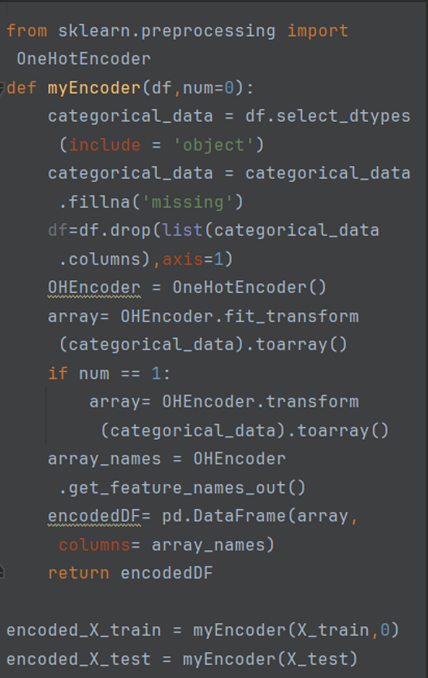 from sklearn.preprocessing import
 OneHotEncoder
def myEncoder(df,num=0):
    categorical_data = df.select_dtypes
     (include = 'object')
    categorical_data = categorical_data
     .fillna('missing')
    df=df.drop(list(categorical_data
     .columns),axis=1)
    OHEncoder = OneHotEncoder()
    array= OHEncoder.fit_transform
     (categorical_data).toarray()
    if num == 1:
        array= OHEncoder.transform
         (categorical_data).toarray()
    array_names = OHEncoder
     .get_feature_names_out()
    encodedDF= pd.DataFrame(array,
     columns= array_names)
    return encodedDF

encoded_X_train = myEncoder(X_train,0)
encoded_X_test = myEncoder(X_test)